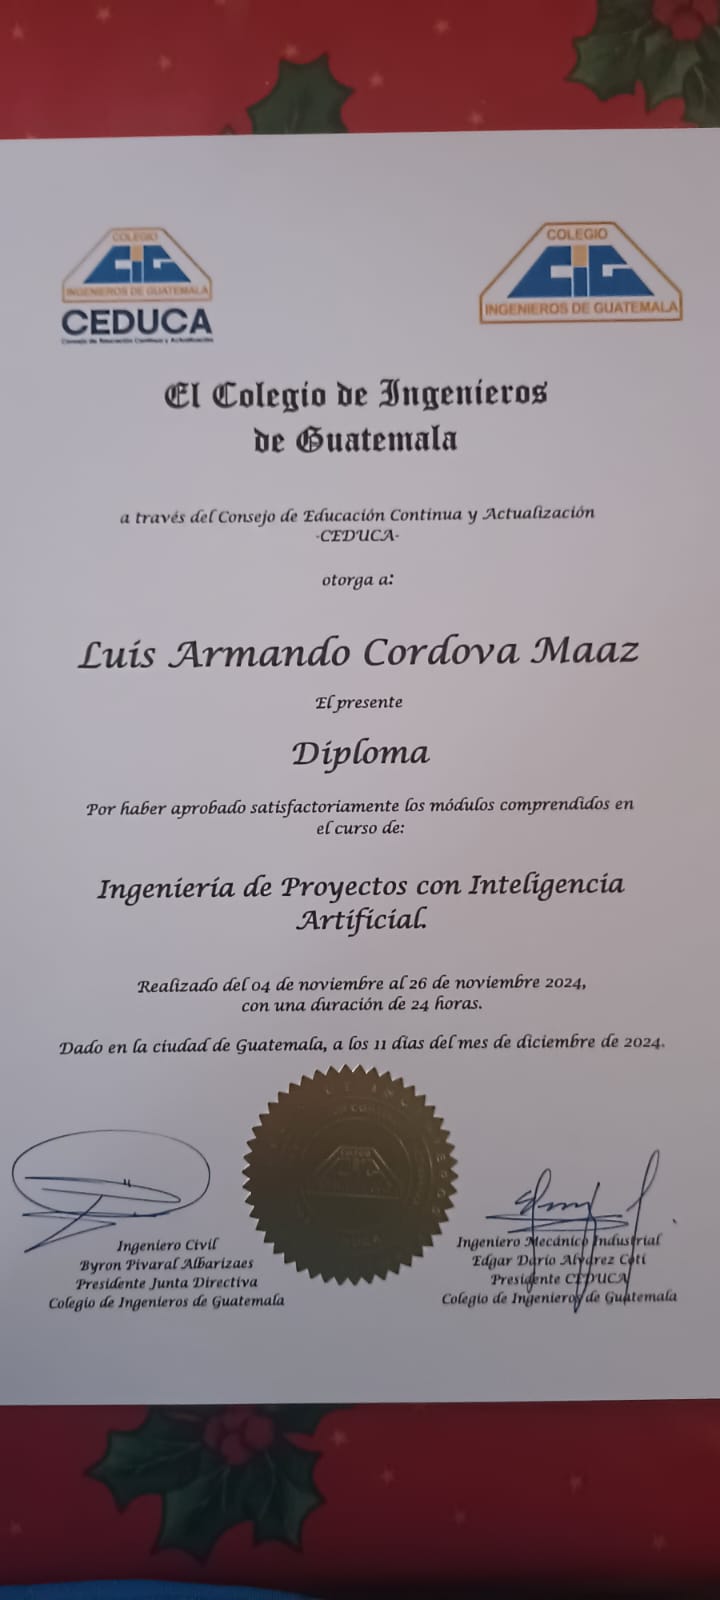 COLEGIO
CIG
INGENIEROS DE GUATEMALA
CEDUCA
Consejo de Educación Continua y Actualización
COLEGIO
CIG
INGENIEROS DE GUATEMALA
El Colegio de Ingenieros
de Guatemala
a través del Consejo de Educación Continua y Actualización
-CEDUCA-
otorga a:
Luis Armando Cordova Maaz
El presente
Diploma
Por haber aprobado satisfactoriamente los módulos comprendidos en
el curso de:
Ingeniería de Proyectos con Inteligencia
Artificial.
Realizado del 04 de noviembre al 26 de noviembre 2024,
con una duración de 24 horas.
Dado en la ciudad de Guatemala, a los 11 días del mes de diciembre de 2024.
Ingeniero Civil
Byron Pivaral Albarizaes
Presidente Junta Directiva
Colegio de Ingenieros de Guatemala
Ingeniero Mecánico Industrial
Edgar Darío Alvarez Cotí
Presidente CEDUCA
Colegio de Ingenieros de Guatemala